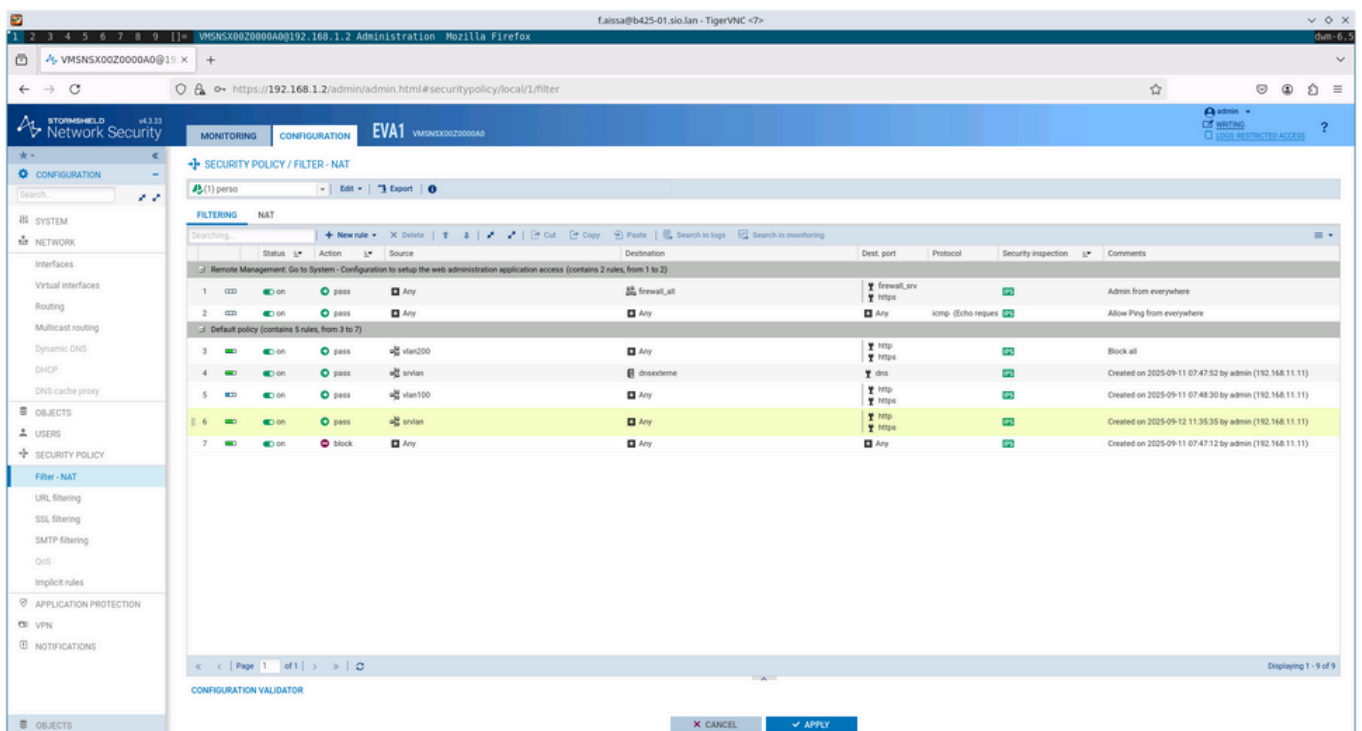 f.aissa@b425-01.sio.lan - TigerVNC <7>
1 2 3 4 5 6 7 8 9 []= VMSNSX00Z0000A0@192.168.1.2 Administration Mozilla Firefox dwm-6.5
VMSNSX00Z0000A0@19 × +
https://192.168.1.2/admin/admin.html#securitypolicy/local/1/filter
STORMSHIELD v4.3.33
Network Security
MONITORING CONFIGURATION EVA1 VMSNSX00Z0000A0
admin
WRITING
LOGS: RESTRICTED ACCESS
?
CONFIGURATION
Search...
SYSTEM
NETWORK
Interfaces
Virtual interfaces
Routing
Multicast routing
Dynamic DNS
DHCP
DNS cache proxy
OBJECTS
USERS
SECURITY POLICY
Filter - NAT
URL filtering
SSL filtering
SMTP filtering
QoS
Implicit rules
APPLICATION PROTECTION
VPN
NOTIFICATIONS
OBJECTS
SECURITY POLICY / FILTER - NAT
(1) perso Edit Export
FILTERING NAT
Searching... + New rule × Delete Cut Copy Paste Search in logs Search in monitoring
Status Action Source Destination Dest. port Protocol Security inspection Comments
Remote Management: Go to System - Configuration to setup the web administration application access (contains 2 rules, from 1 to 2)
1 on pass Any firewall_all firewall_srv https IPS Admin from everywhere
2 on pass Any Any Any icmp (Echo reques IPS Allow Ping from everywhere
Default policy (contains 5 rules, from 3 to 7)
3 on pass vlan200 Any http https IPS Block all
4 on pass srvlan dnsexterne dns IPS Created on 2025-09-11 07:47:52 by admin (192.168.11.11)
5 on pass vlan100 Any http https IPS Created on 2025-09-11 07:48:30 by admin (192.168.11.11)
6 on pass srvlan Any http https IPS Created on 2025-09-12 11:35:35 by admin (192.168.11.11)
7 on block Any Any Any IPS Created on 2025-09-11 07:47:12 by admin (192.168.11.11)
Page 1 of 1 Displaying 1 - 9 of 9
CONFIGURATION VALIDATOR
× CANCEL ✓ APPLY